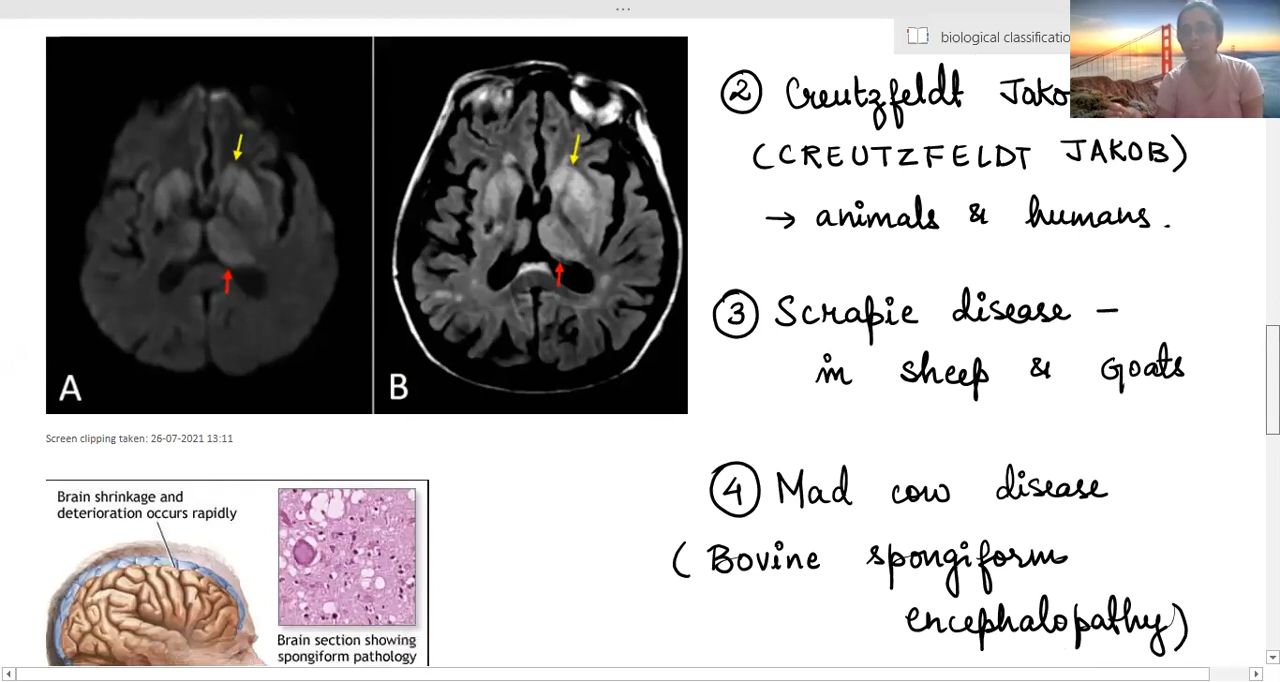 ...
biological classificatio
② Creutzfeldt Jako
(CREUTZFELDT JAKOB)
→ animals & humans.
A
B
③ Scrapie disease –
in sheep & Goats
Screen clipping taken: 26-07-2021 13:11
④ Mad cow disease
(Bovine spongiform
encephalopathy)
Brain shrinkage and
deterioration occurs rapidly
Brain section showing
spongiform pathology